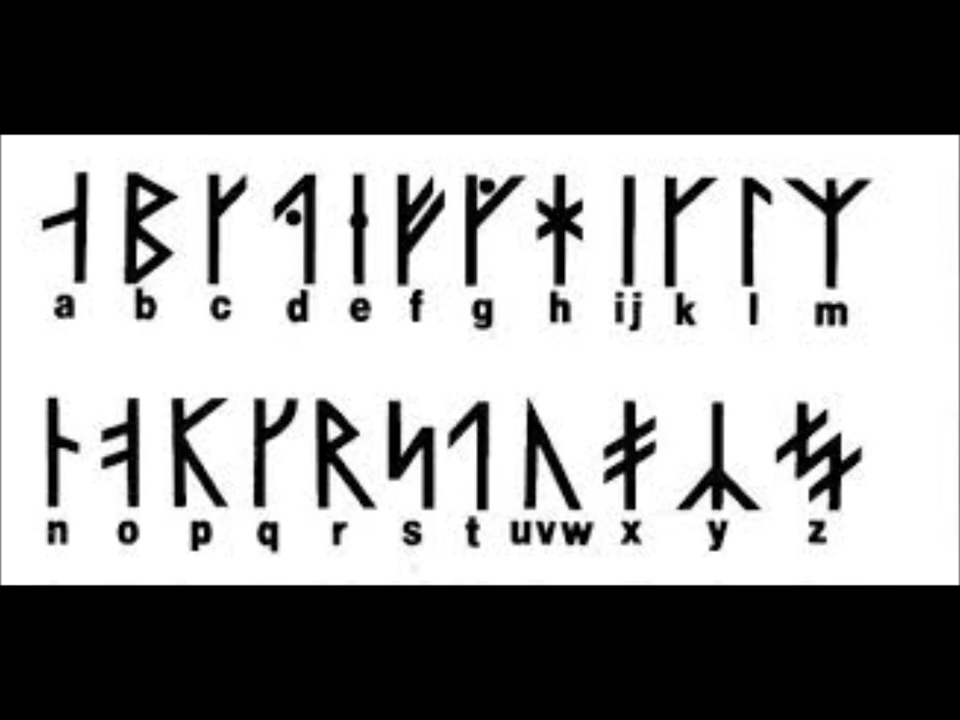 ᛆ ᛒ ᚴ ᛑ ᛂ ᚠ ᚵ ᚼ ᛁ ᚴ ᛚ ᛘ
a b c d e f g h ij k l m
ᚿ ᚮ �К ᚴ ᚱ ᛋ ᛐ ᚢ ᚯ ᛦ ᛎ
n o p q r s t uvw x y z